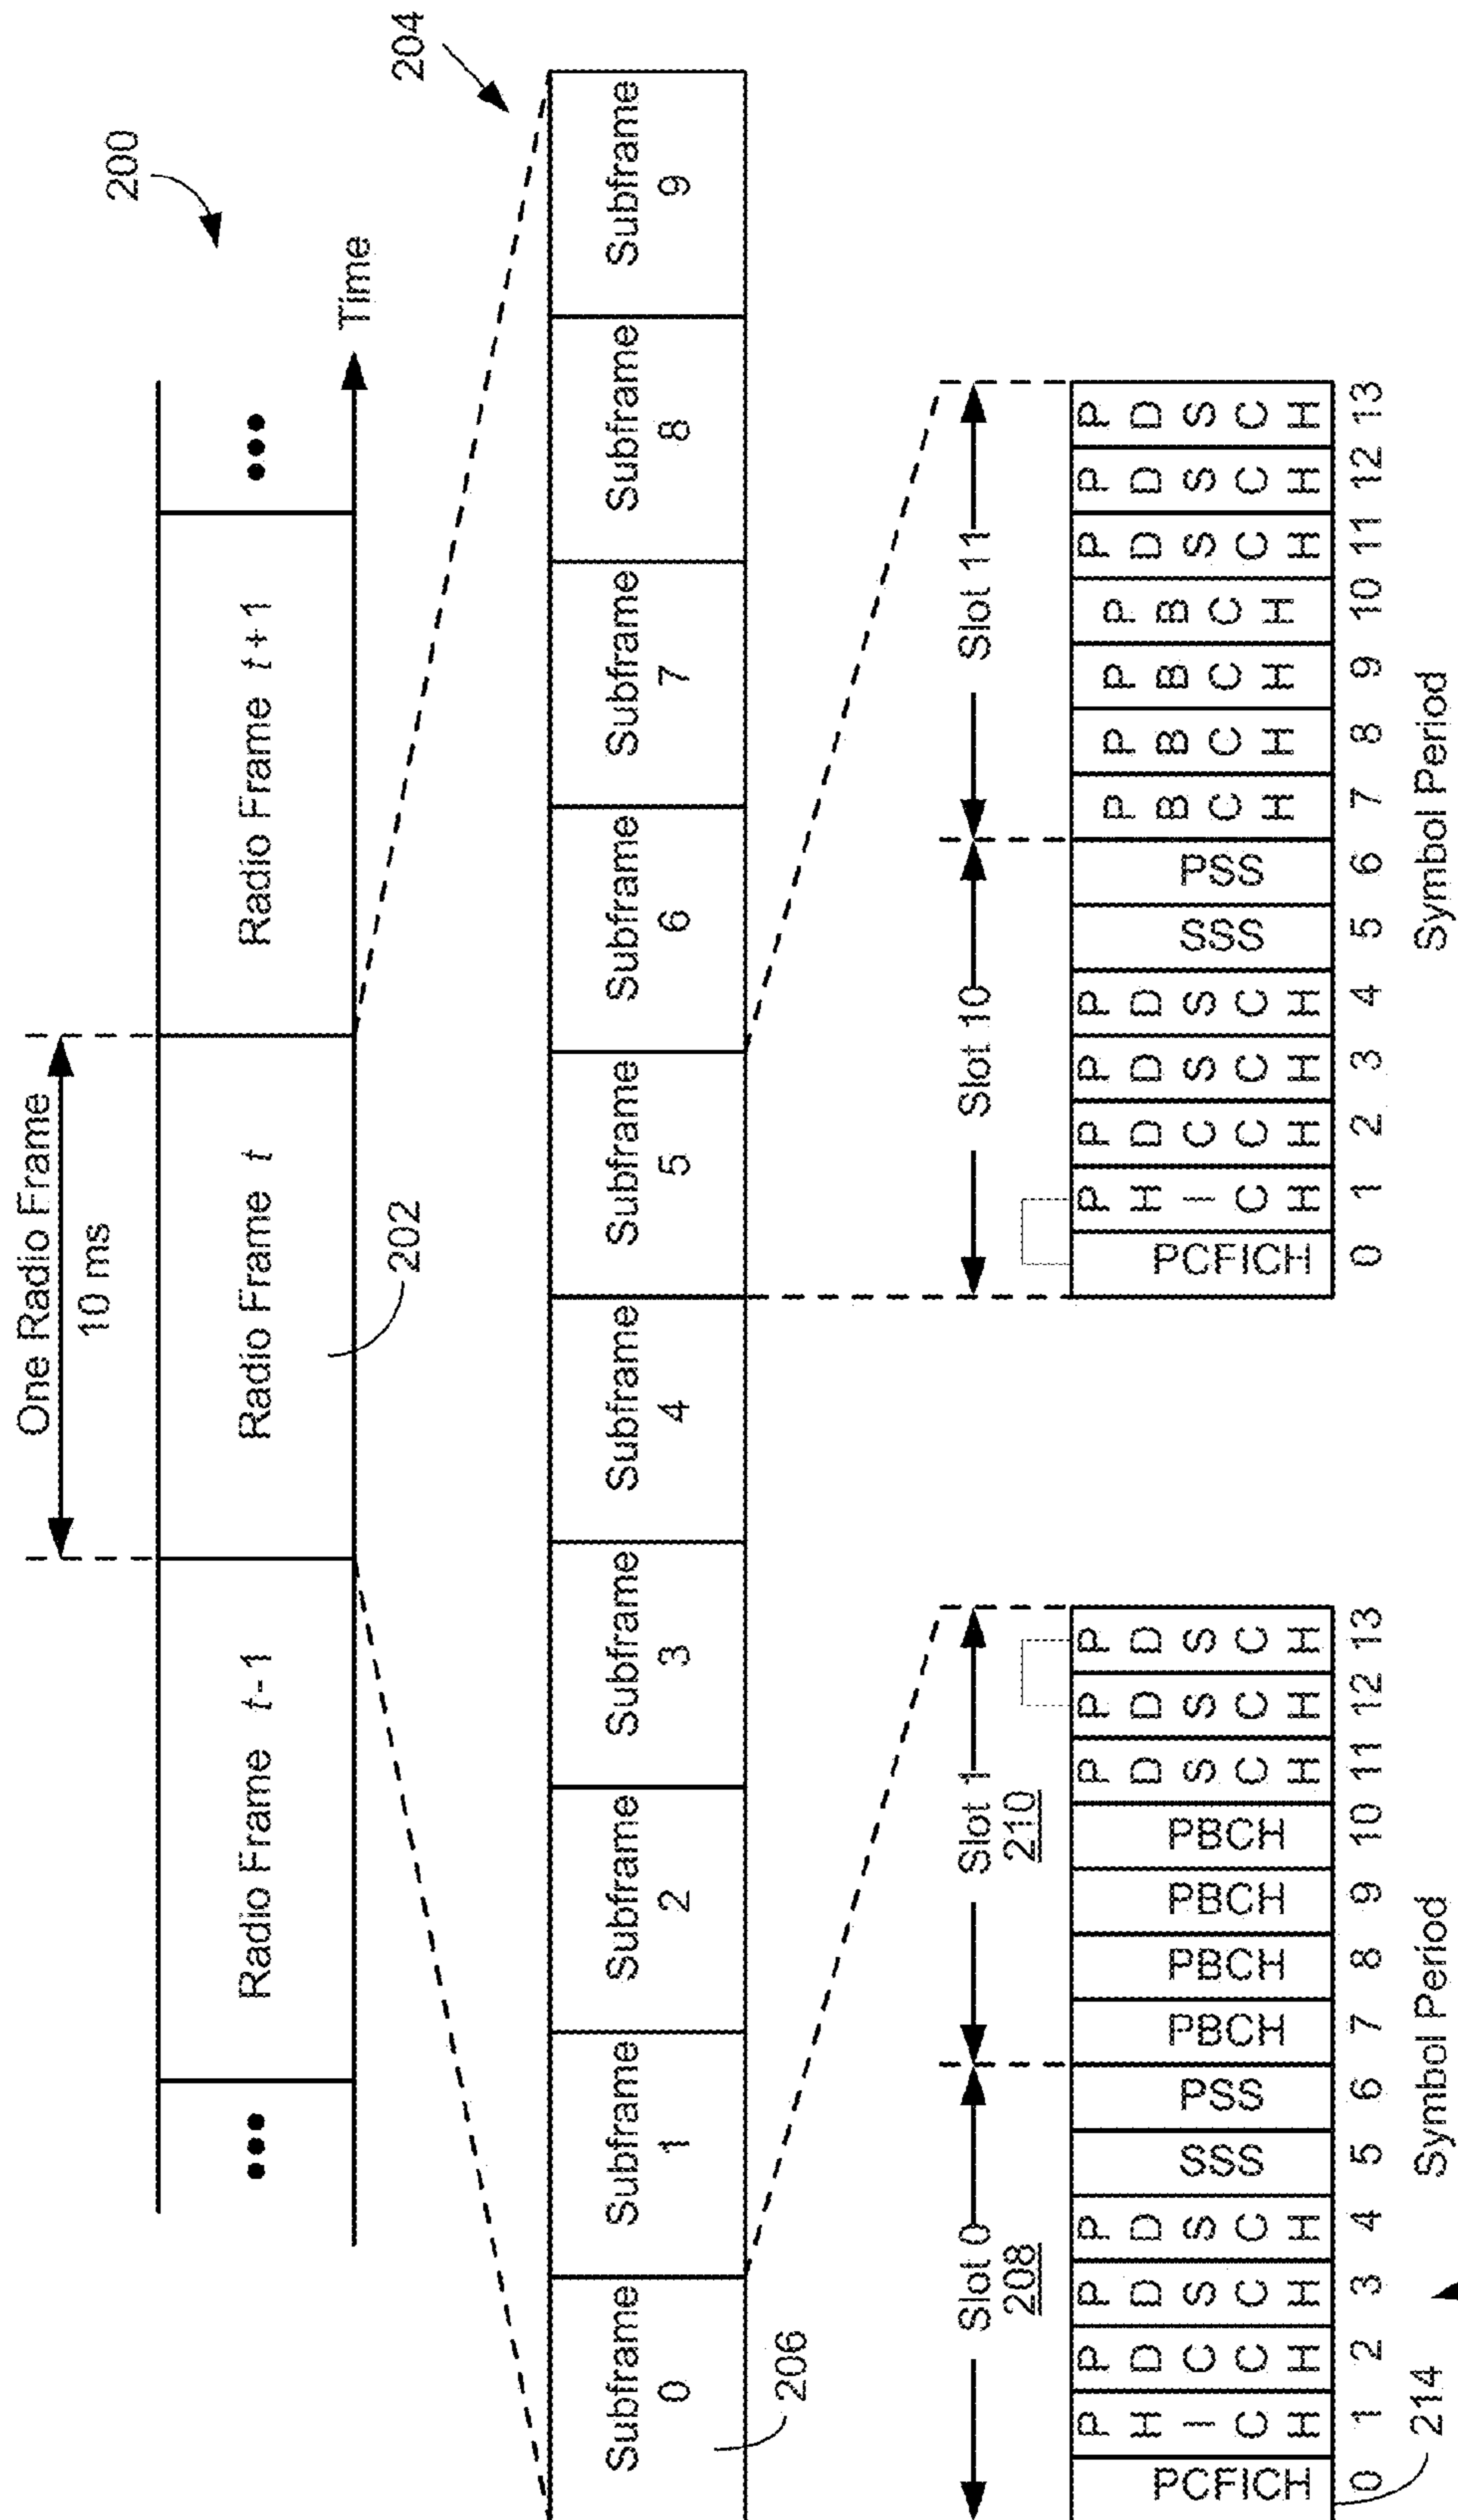 200
One Radio Frame
10 ms
••• Radio Frame t-1 Radio Frame t Radio Frame t+1 •••
Time
202
204
Subframe 0 Subframe 1 Subframe 2 Subframe 3 Subframe 4 Subframe 5 Subframe 6 Subframe 7 Subframe 8 Subframe 9
206
Slot 0 Slot 1 Slot 10 Slot 11
208 210
PCFICH PHICH PDCCH PDSCH PDSCH SSS PSS PBCH PBCH PBCH PBCH PDSCH PDSCH PDSCH
0 1 2 3 4 5 6 7 8 9 10 11 12 13
214
Symbol Period
PCFICH PHICH PDCCH PDSCH PDSCH SSS PSS PBCH PBCH PBCH PBCH PDSCH PDSCH PDSCH
0 1 2 3 4 5 6 7 8 9 10 11 12 13
Symbol Period